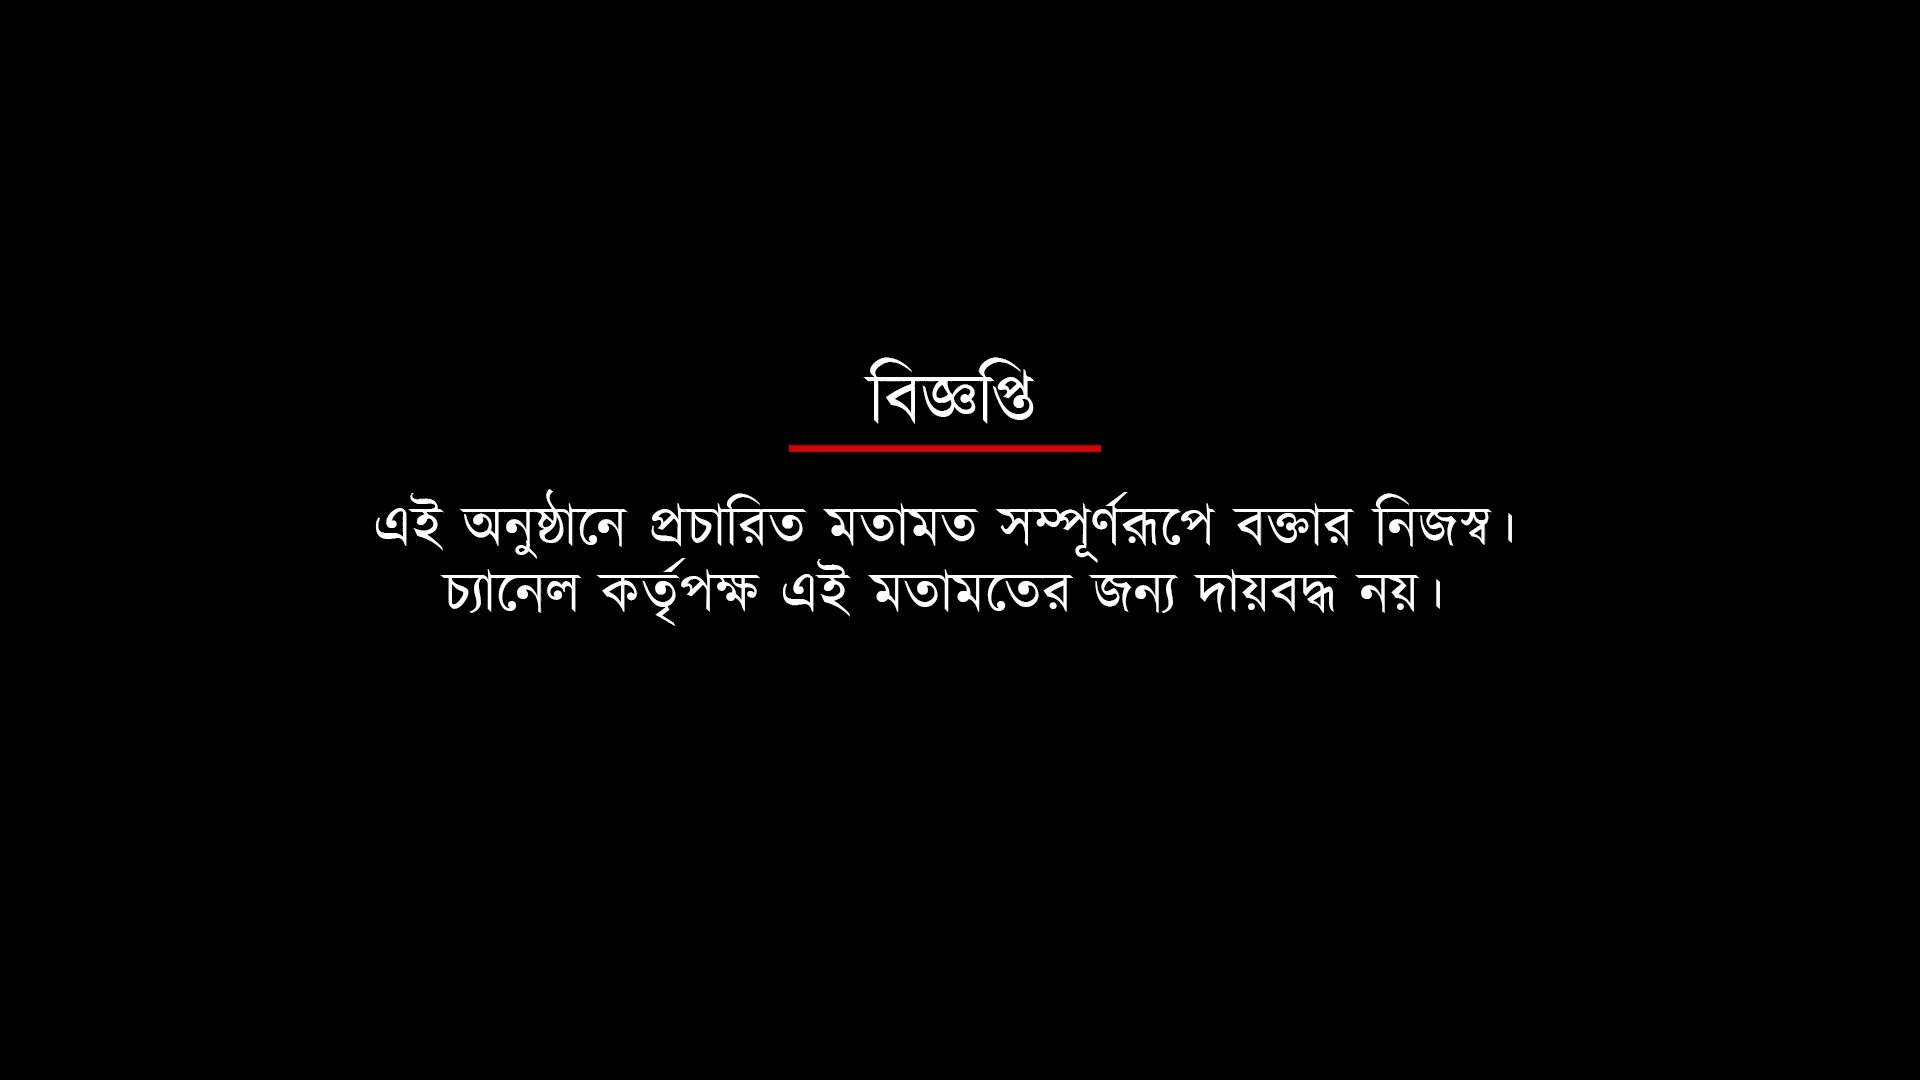 বিজ্ঞপ্তি
এই অনুষ্ঠানে প্রচারিত মতামত সম্পূর্ণরূপে বক্তার নিজস্ব।
চ্যানেল কর্তৃপক্ষ এই মতামতের জন্য দায়বদ্ধ নয়।